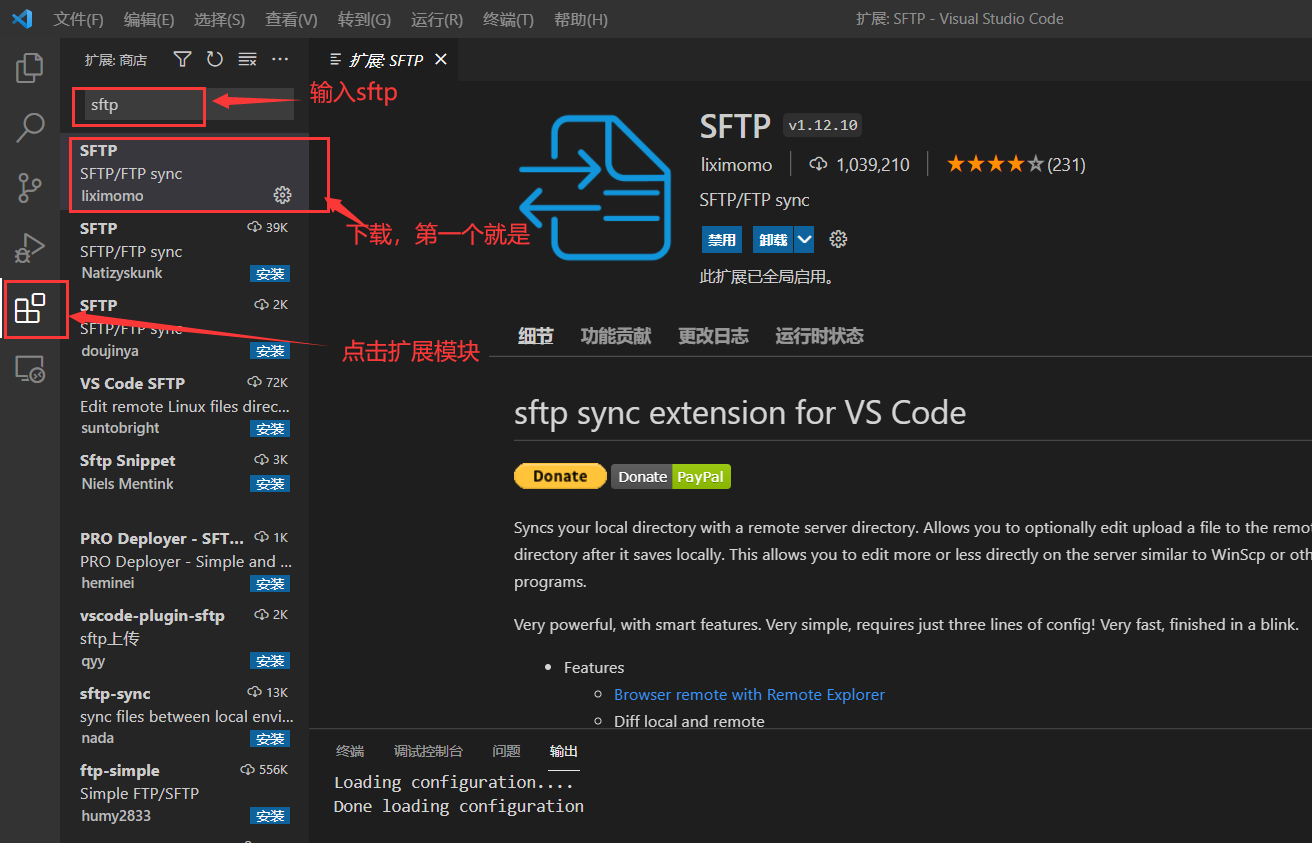 文件(F) 编辑(E) 选择(S) 查看(V) 转到(G) 运行(R) 终端(T) 帮助(H) 扩展: SFTP - Visual Studio Code
扩展: 商店
扩展: SFTP
sftp
输入sftp
SFTP
SFTP/FTP sync
liximomo
下载，第一个就是
SFTP 39K
SFTP/FTP sync
Natizyskunk 安装
SFTP 2K
SFTP/FTP sync
doujinya 安装
点击扩展模块
VS Code SFTP 72K
Edit remote Linux files direc...
suntobright 安装
Sftp Snippet 3K
Niels Mentink 安装
PRO Deployer - SFT... 1K
PRO Deployer - Simple and ...
heminei 安装
vscode-plugin-sftp 2K
sftp上传
qyy 安装
sftp-sync 13K
sync files between local envi...
nada 安装
ftp-simple 556K
Simple FTP/SFTP
humy2833 安装
SFTP v1.12.10
liximomo 1,039,210 (231)
SFTP/FTP sync
禁用 卸载
此扩展已全局启用。
细节 功能贡献 更改日志 运行时状态
sftp sync extension for VS Code
Donate Donate PayPal
Syncs your local directory with a remote server directory. Allows you to optionally edit upload a file to the remo
directory after it saves locally. This allows you to edit more or less directly on the server similar to WinScp or oth
programs.
Very powerful, with smart features. Very simple, requires just three lines of config! Very fast, finished in a blink.
Features
Browser remote with Remote Explorer
Diff local and remote
终端 调试控制台 问题 输出
Loading configuration....
Done loading configuration